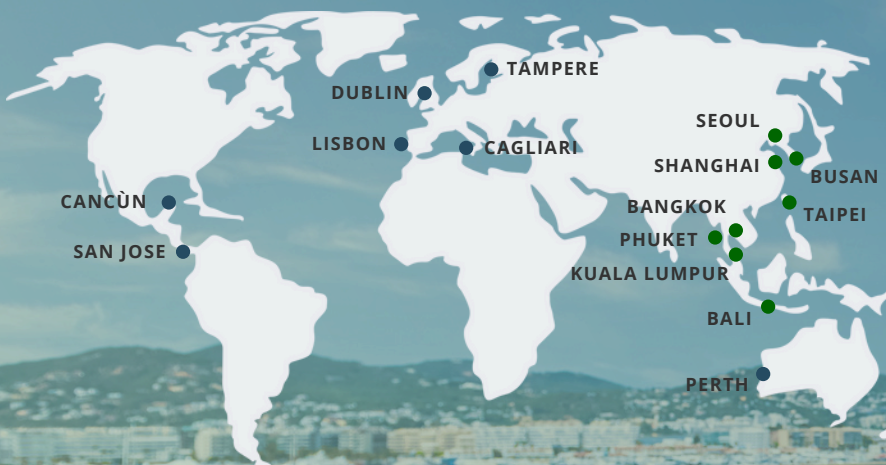 TAMPERE
DUBLIN
SEOUL
LISBON
CAGLIARI
SHANGHAI
BUSAN
CANCÙN
BANGKOK
TAIPEI
PHUKET
SAN JOSE
KUALA LUMPUR
BALI
PERTH